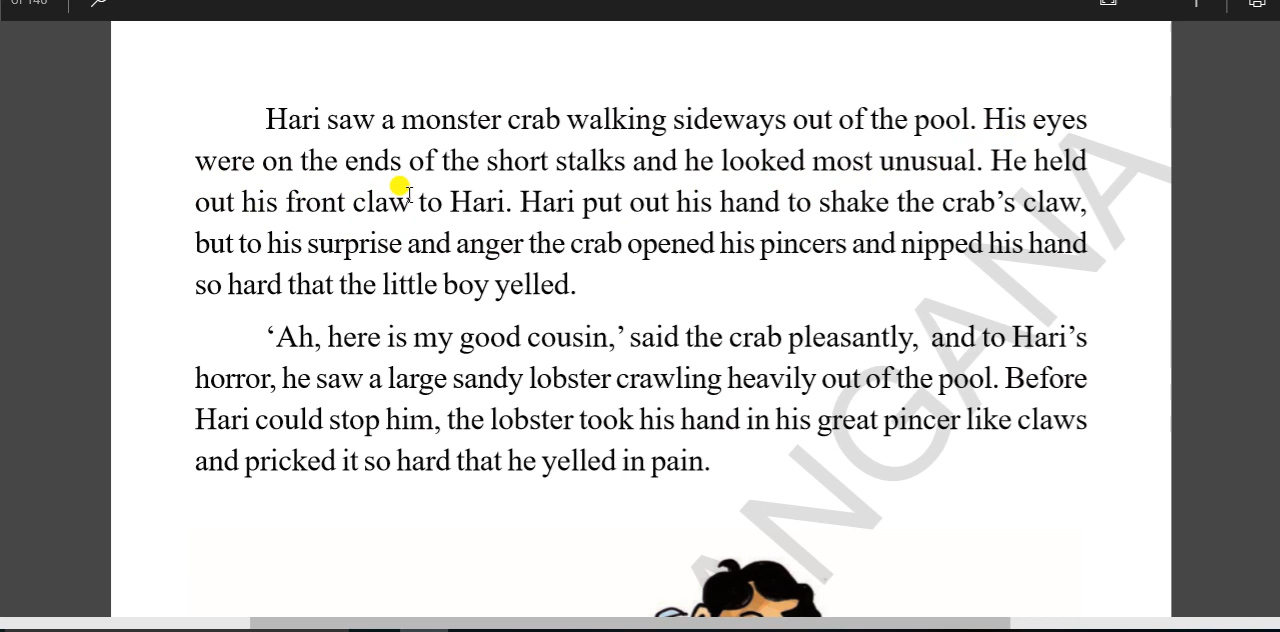 of 148
Hari saw a monster crab walking sideways out of the pool. His eyes
were on the ends of the short stalks and he looked most unusual. He held
out his front claw to Hari. Hari put out his hand to shake the crab’s claw,
but to his surprise and anger the crab opened his pincers and nipped his hand
so hard that the little boy yelled.
‘Ah, here is my good cousin,’ said the crab pleasantly, and to Hari’s
horror, he saw a large sandy lobster crawling heavily out of the pool. Before
Hari could stop him, the lobster took his hand in his great pincer like claws
and pricked it so hard that he yelled in pain.
ANGANA